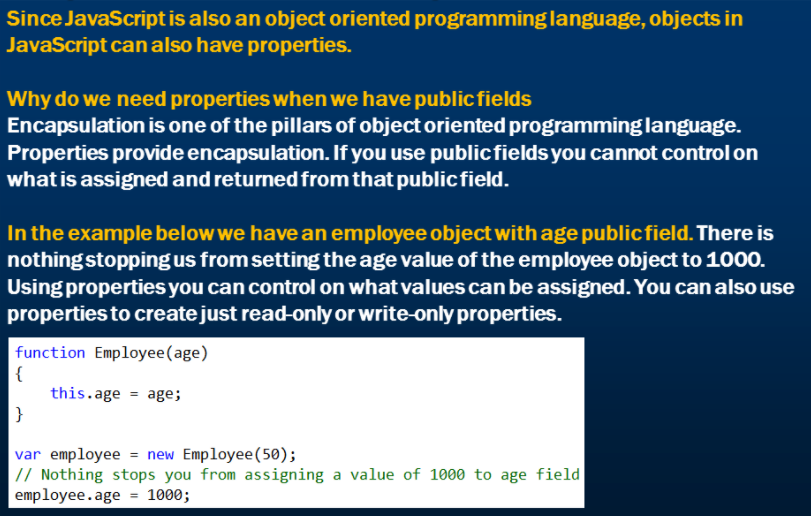 Since JavaScript is also an object oriented programming language, objects in
JavaScript can also have properties.
Why do we need properties when we have public fields
Encapsulation is one of the pillars of object oriented programming language.
Properties provide encapsulation. If you use public fields you cannot control on
what is assigned and returned from that public field.
In the example below we have an employee object with age public field. There is
nothing stopping us from setting the age value of the employee object to 1000.
Using properties you can control on what values can be assigned. You can also use
properties to create just read-only or write-only properties.
function Employee(age)
{
    this.age = age;
}
var employee = new Employee(50);
// Nothing stops you from assigning a value of 1000 to age field
employee.age = 1000;